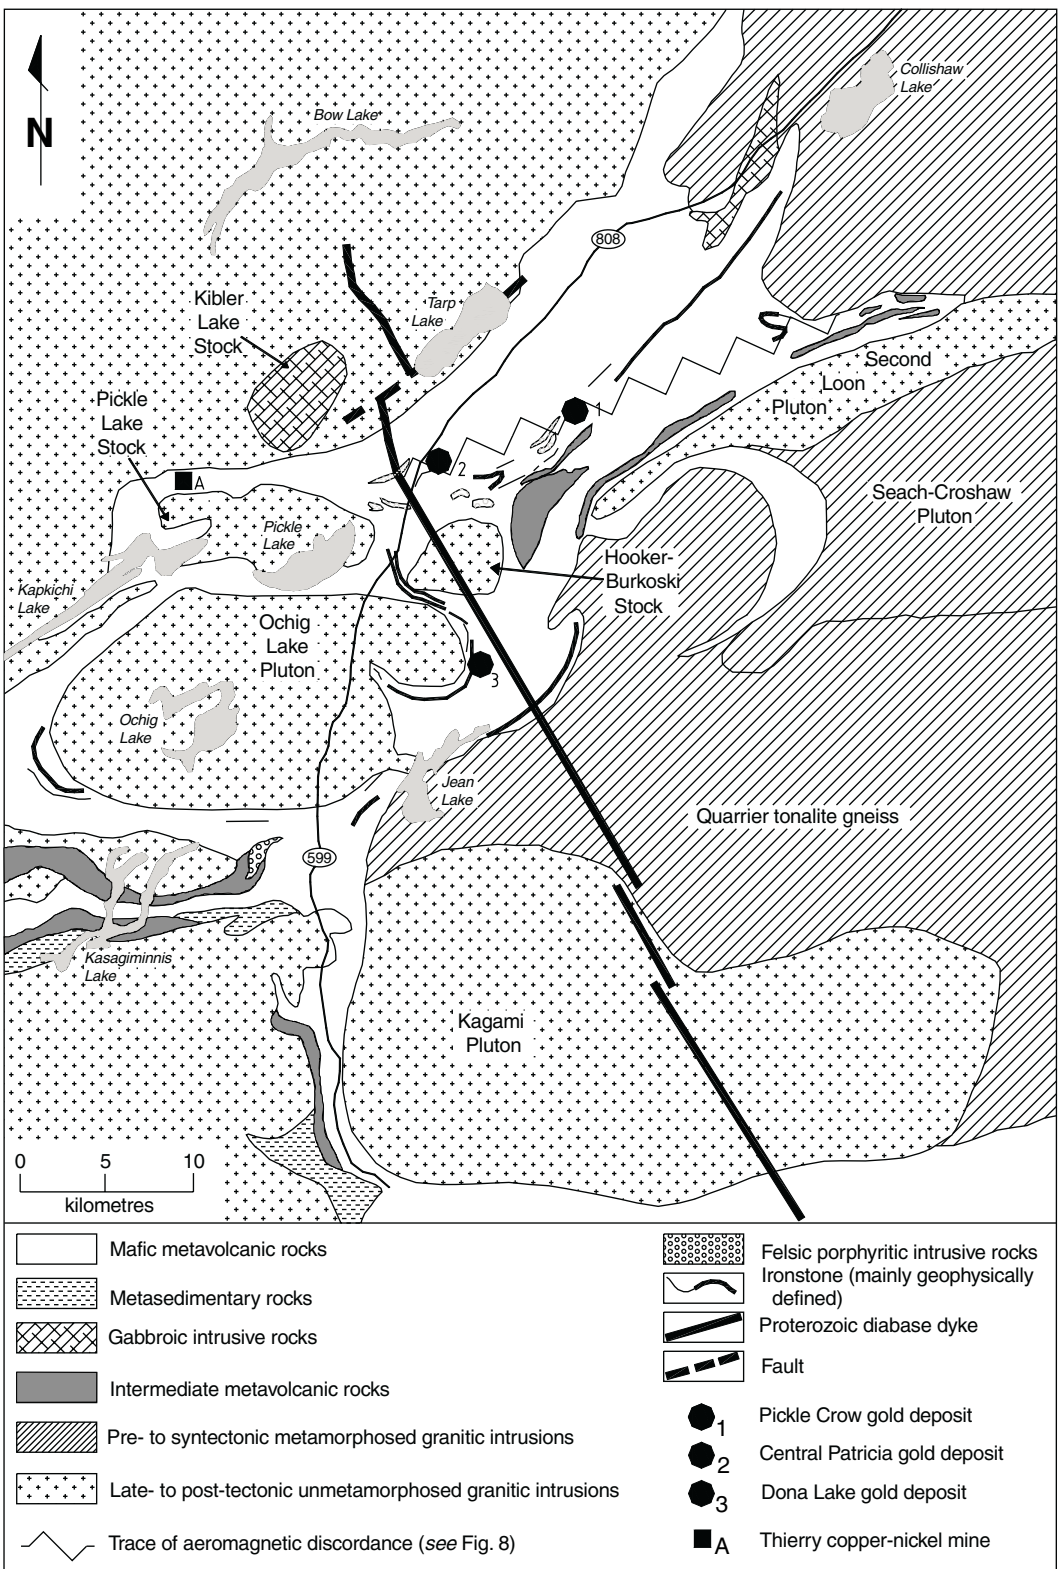 N
Bow Lake
Collishaw
Lake
808
Kibler
Lake
Stock
Tarp
Lake
Pickle
Lake
Stock
Second
Loon
Pluton
1
2
A
Pickle
Lake
Seach-Croshaw
Pluton
Kapkichi
Lake
Hooker-
Burkoski
Stock
Ochig
Lake
Pluton
3
Ochig
Lake
Jean
Lake
Quarrier tonalite gneiss
599
Kasagiminnis
Lake
Kagami
Pluton
0 5 10
kilometres
Mafic metavolcanic rocks
Metasedimentary rocks
Gabbroic intrusive rocks
Intermediate metavolcanic rocks
Pre- to syntectonic metamorphosed granitic intrusions
Late- to post-tectonic unmetamorphosed granitic intrusions
Trace of aeromagnetic discordance (see Fig. 8)
Felsic porphyritic intrusive rocks
Ironstone (mainly geophysically
defined)
Proterozoic diabase dyke
Fault
1 Pickle Crow gold deposit
2 Central Patricia gold deposit
3 Dona Lake gold deposit
A Thierry copper-nickel mine